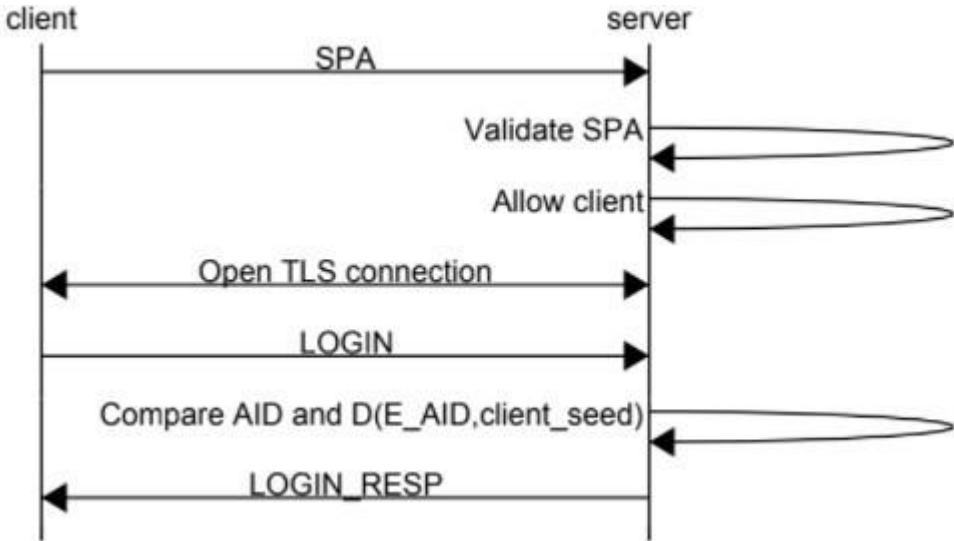 client
server
SPA
Validate SPA
Allow client
Open TLS connection
LOGIN
Compare AID and D(E_AID,client_seed)
LOGIN_RESP